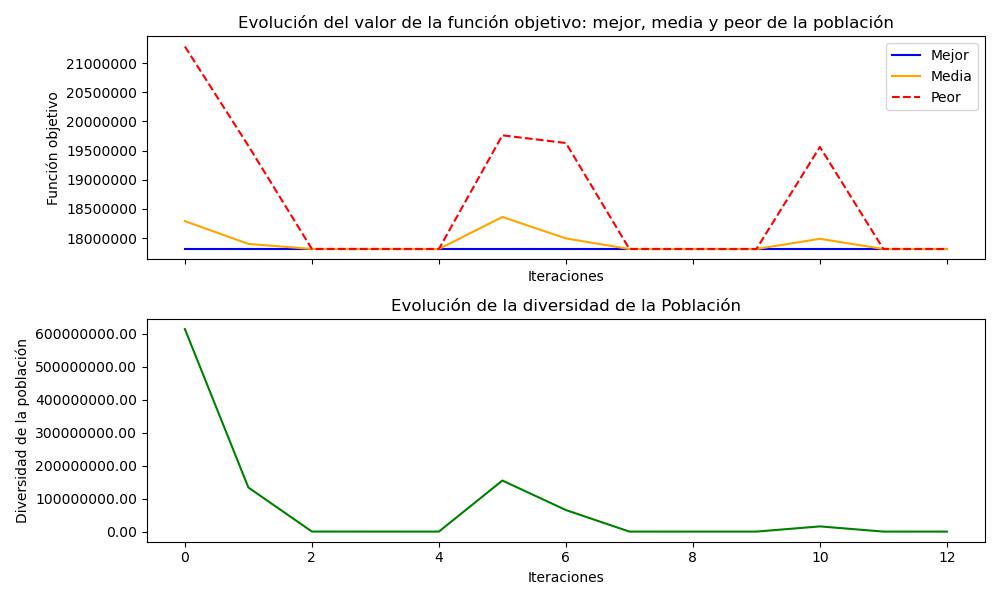 Evolución del valor de la función objetivo: mejor, media y peor de la población
Función objetivo
21000000
20500000
20000000
19500000
19000000
18500000
18000000
Mejor
Media
Peor
Iteraciones
Evolución de la diversidad de la Población
Diversidad de la población
600000000.00
500000000.00
400000000.00
300000000.00
200000000.00
100000000.00
0.00
0 2 4 6 8 10 12
Iteraciones